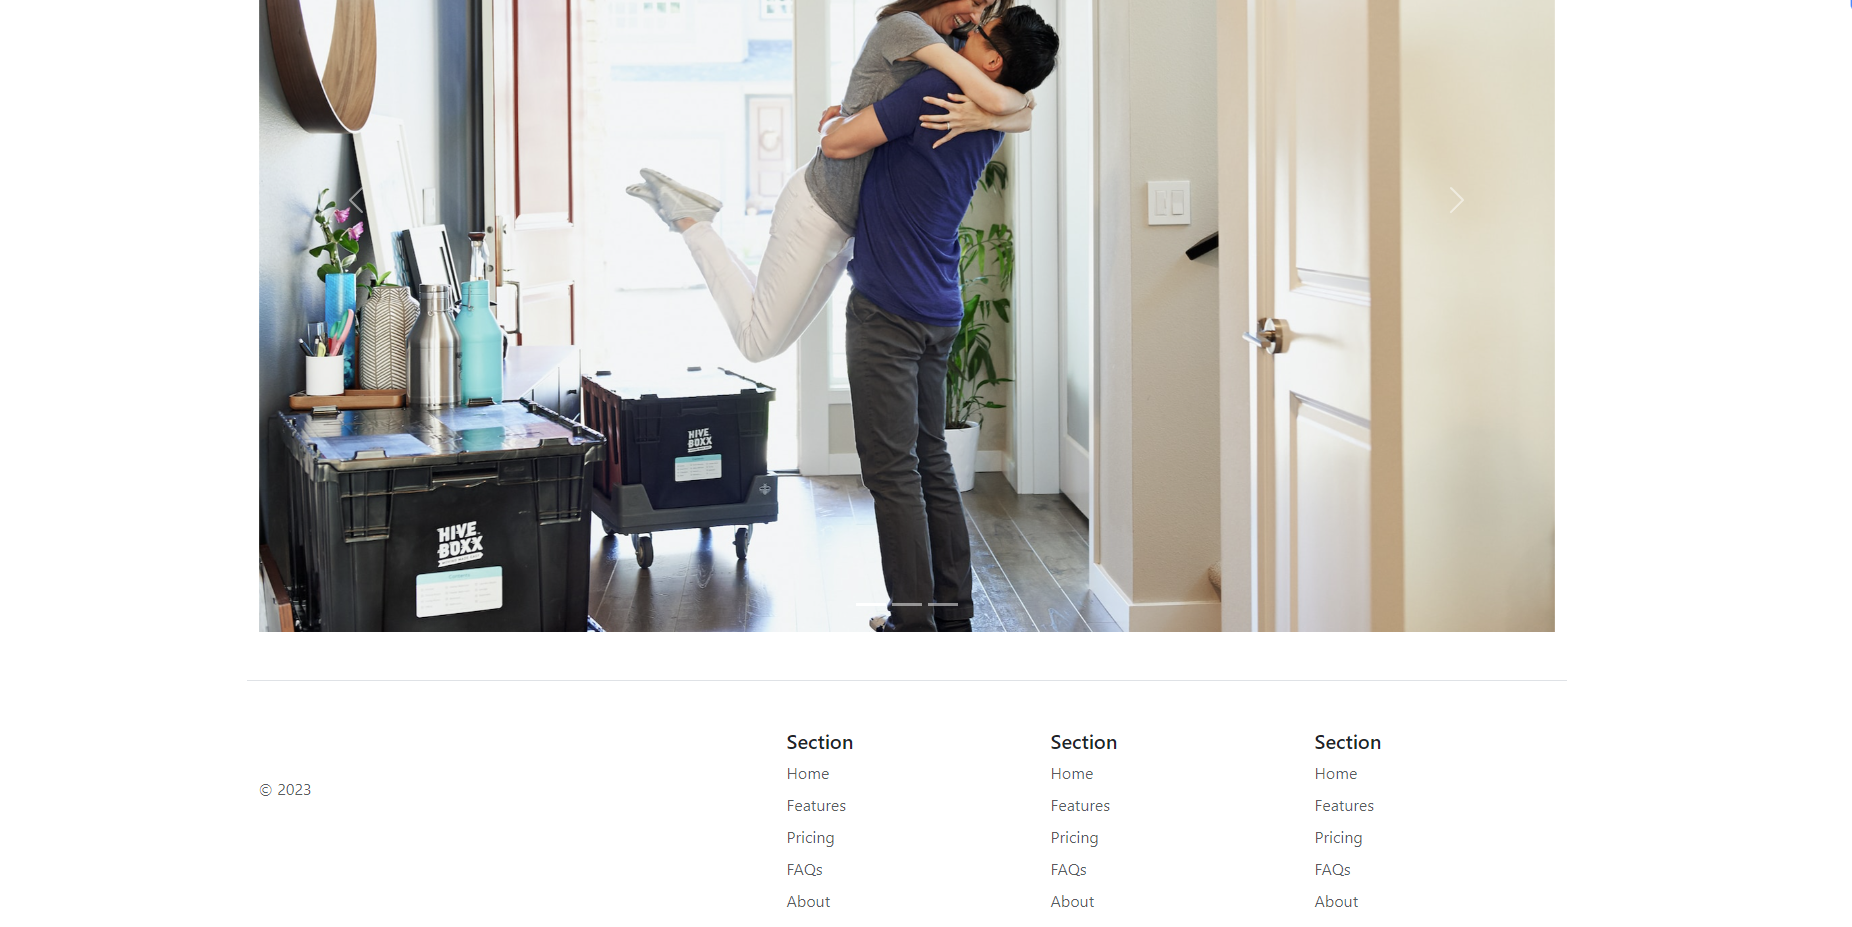 HIVE
BOXX
HIVE
BOXX
Contents
© 2023
Section
Home
Features
Pricing
FAQs
About
Section
Home
Features
Pricing
FAQs
About
Section
Home
Features
Pricing
FAQs
About